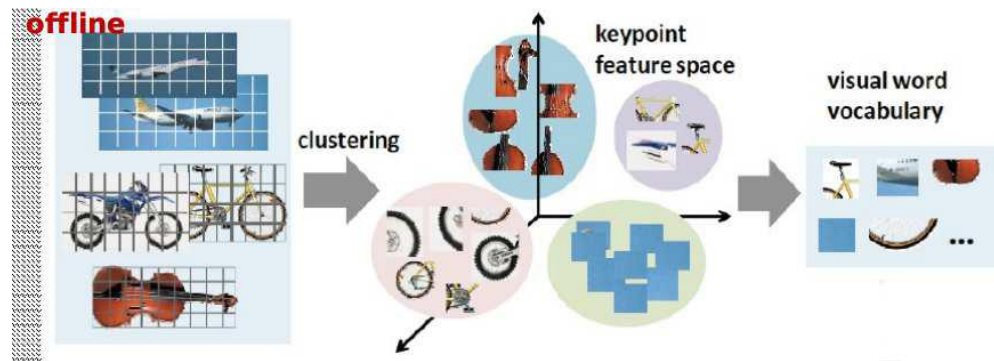 offline
clustering
keypoint
feature space
visual word
vocabulary
...